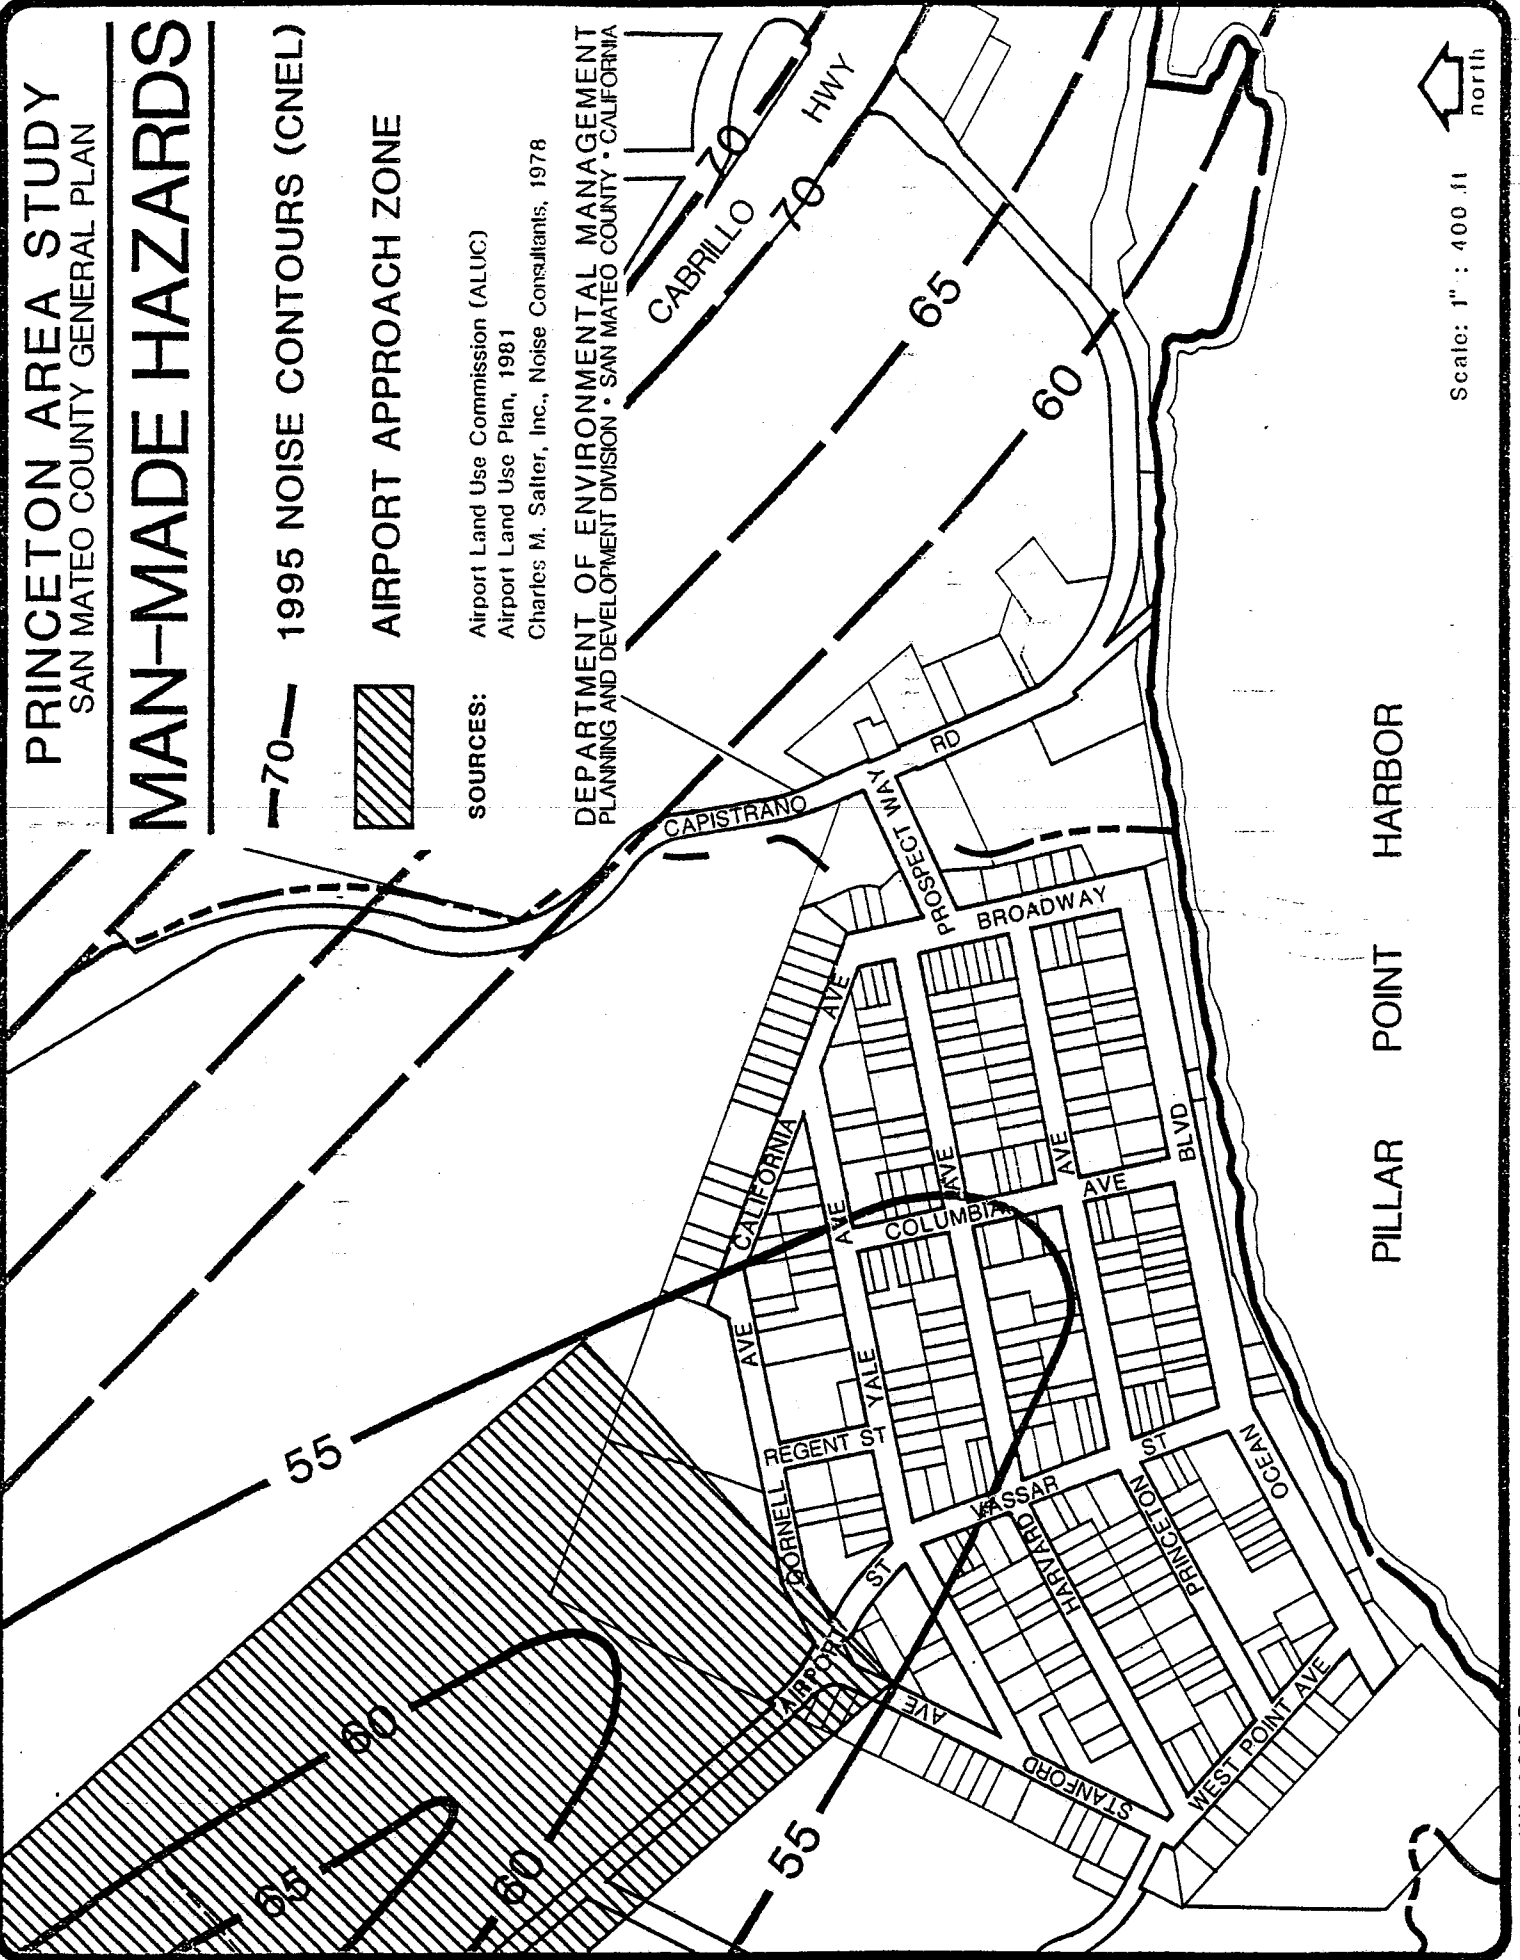 PRINCETON AREA STUDY
SAN MATEO COUNTY GENERAL PLAN
MAN-MADE HAZARDS
—70— 1995 NOISE CONTOURS (CNEL)
AIRPORT APPROACH ZONE
SOURCES: Airport Land Use Commission (ALUC)
Airport Land Use Plan, 1981
Charles M. Salter, Inc., Noise Consultants, 1978
DEPARTMENT OF ENVIRONMENTAL MANAGEMENT
PLANNING AND DEVELOPMENT DIVISION • SAN MATEO COUNTY • CALIFORNIA
70
CABRILLO HWY
70
65
60
CAPISTRANO RD
PROSPECT WAY
BROADWAY
CALIFORNIA AVE
COLUMBIA AVE
CORNELL AVE
YALE AVE
HARVARD AVE
PRINCETON AVE
OCEAN BLVD
REGENT ST
VASSAR ST
AIRPORT ST
STANFORD AVE
WEST POINT AVE
55
60
65
60
55
PILLAR POINT HARBOR
Scale: 1" : 400 ft
north